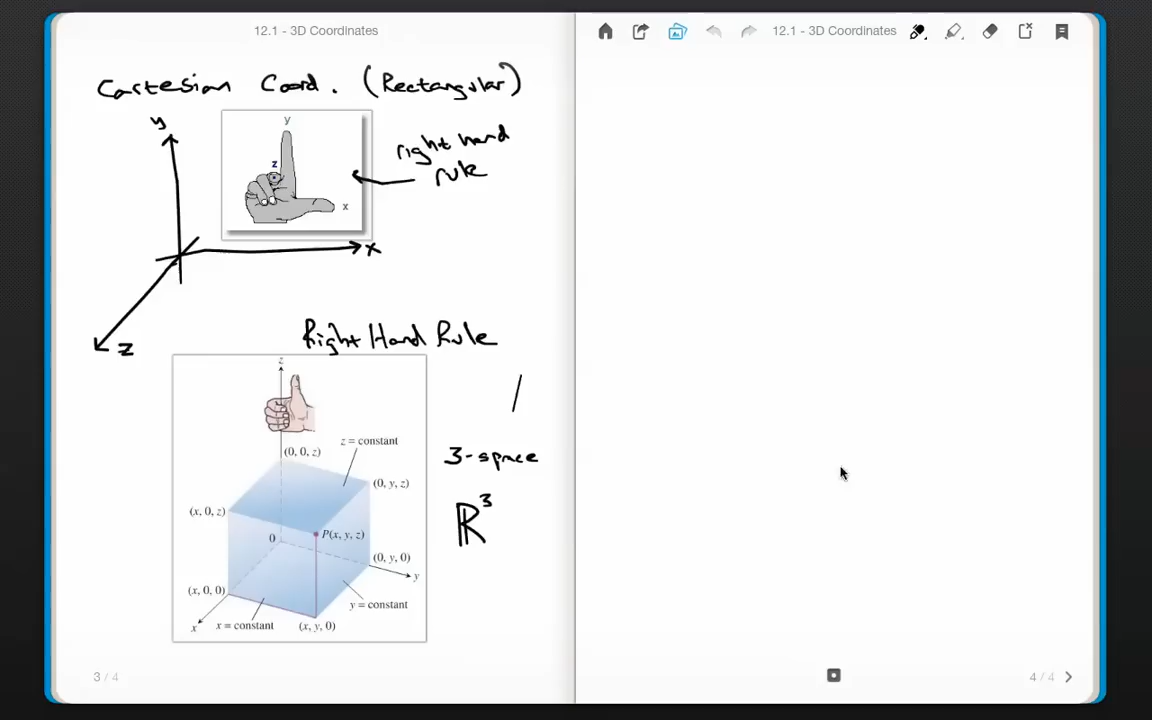 12.1 - 3D Coordinates
Cartesian Coord. (Rectangular)
y
y
z
x
right hand
rule
x
z
Right Hand Rule
z
z = constant
(0, 0, z)
(0, y, z)
(x, 0, z)
P(x, y, z)
0
(0, y, 0)
y
(x, 0, 0)
y = constant
x
x = constant
(x, y, 0)
3-space
ℝ³
3 / 4
12.1 - 3D Coordinates
4 / 4